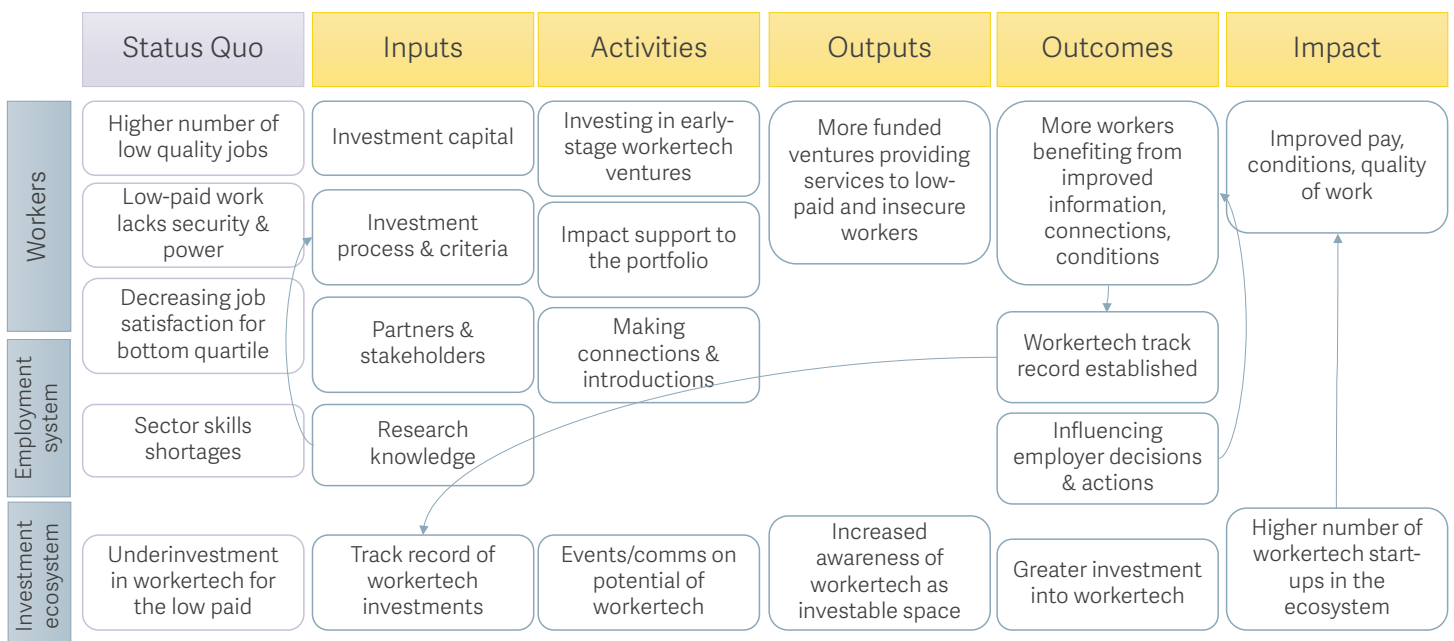 Status Quo
Inputs
Activities
Outputs
Outcomes
Impact
Workers
Higher number of
low quality jobs
Low-paid work
lacks security &
power
Decreasing job
satisfaction for
bottom quartile
Investment capital
Investment
process & criteria
Partners &
stakeholders
Investing in early-
stage workertech
ventures
Impact support to
the portfolio
Making
connections &
introductions
More funded
ventures providing
services to low-
paid and insecure
workers
More workers
benefiting from
improved
information,
connections,
conditions
Workertech track
record established
Improved pay,
conditions, quality
of work
Employment
system
Sector skills
shortages
Research
knowledge
Influencing
employer decisions
& actions
Investment
ecosystem
Underinvestment
in workertech for
the low paid
Track record of
workertech
investments
Events/comms on
potential of
workertech
Increased
awareness of
workertech as
investable space
Greater investment
into workertech
Higher number of
workertech start-
ups in the
ecosystem